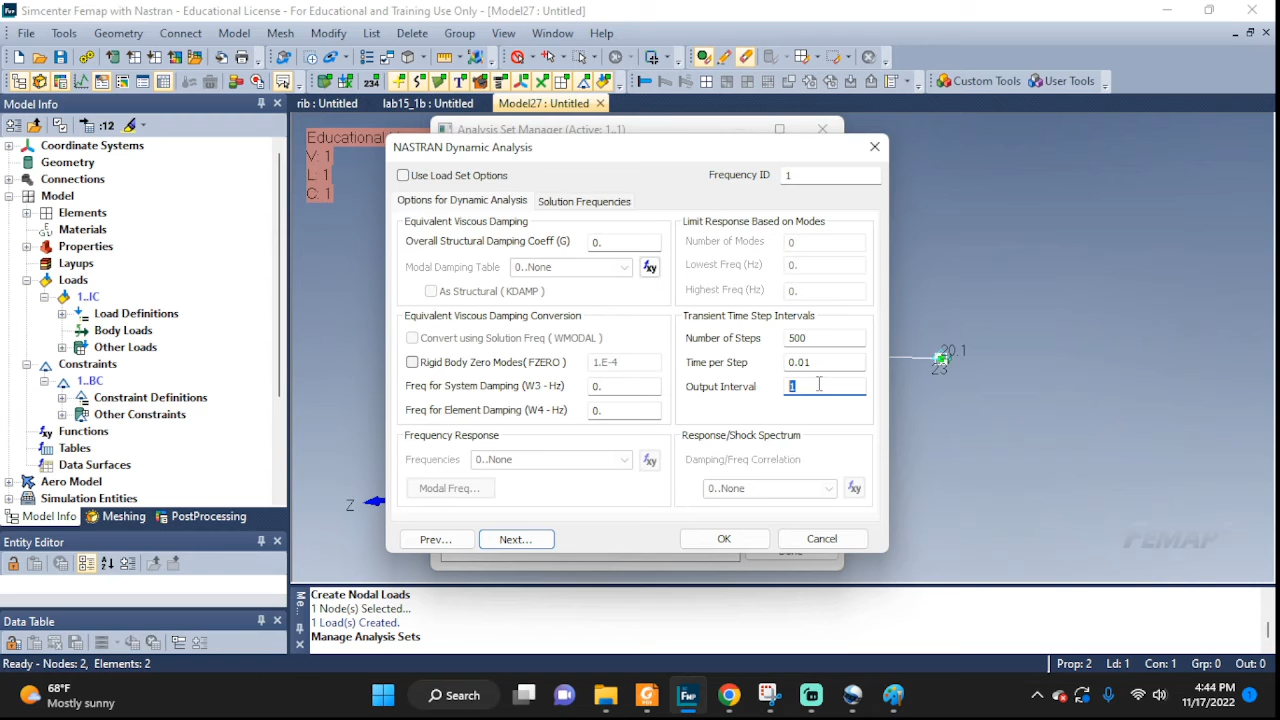 Simcenter Femap with Nastran - Educational License - For Educational and Training Use Only - [Model27 : Untitled]
File Tools Geometry Connect Model Mesh Modify List Delete Group View Window Help
234 Custom Tools User Tools
Model Info
rib : Untitled lab15_1b : Untitled Model27 : Untitled
:12
Coordinate Systems
Geometry
Connections
Model
Elements
Materials
Properties
Layups
Loads
1..IC
Load Definitions
Body Loads
Other Loads
Constraints
1..BC
Constraint Definitions
Other Constraints
Functions
Tables
Data Surfaces
Aero Model
Simulation Entities
Model Info Meshing PostProcessing
Entity Editor
Data Table
Educational
V: 1
L: 1
C: 1
Z
20.1
23
FEMAP
Analysis Set Manager (Active: 1..1)
NASTRAN Dynamic Analysis
Use Load Set Options
Frequency ID 1
Options for Dynamic Analysis Solution Frequencies
Equivalent Viscous Damping
Overall Structural Damping Coeff (G) 0.
Modal Damping Table 0..None
As Structural ( KDAMP )
Equivalent Viscous Damping Conversion
Convert using Solution Freq ( WMODAL )
Rigid Body Zero Modes( FZERO ) 1.E-4
Freq for System Damping (W3 - Hz) 0.
Freq for Element Damping (W4 - Hz) 0.
Frequency Response
Frequencies 0..None
Modal Freq...
Limit Response Based on Modes
Number of Modes 0
Lowest Freq (Hz) 0.
Highest Freq (Hz) 0.
Transient Time Step Intervals
Number of Steps 500
Time per Step 0.01
Output Interval 1
Response/Shock Spectrum
Damping/Freq Correlation
0..None
Prev... Next... OK Cancel
Done
Me...
Create Nodal Loads
1 Node(s) Selected...
1 Load(s) Created.
Manage Analysis Sets
Ready - Nodes: 2, Elements: 2 Prop: 2 Ld: 1 Con: 1 Grp: 0 Out: 0
68°F
Mostly sunny
Search
4:44 PM
11/17/2022